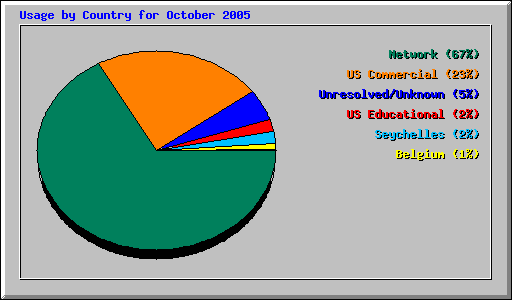 Usage by Country for October 2005
Network (67%)
US Commercial (23%)
Unresolved/Unknown (5%)
US Educational (2%)
Seychelles (2%)
Belgium (1%)